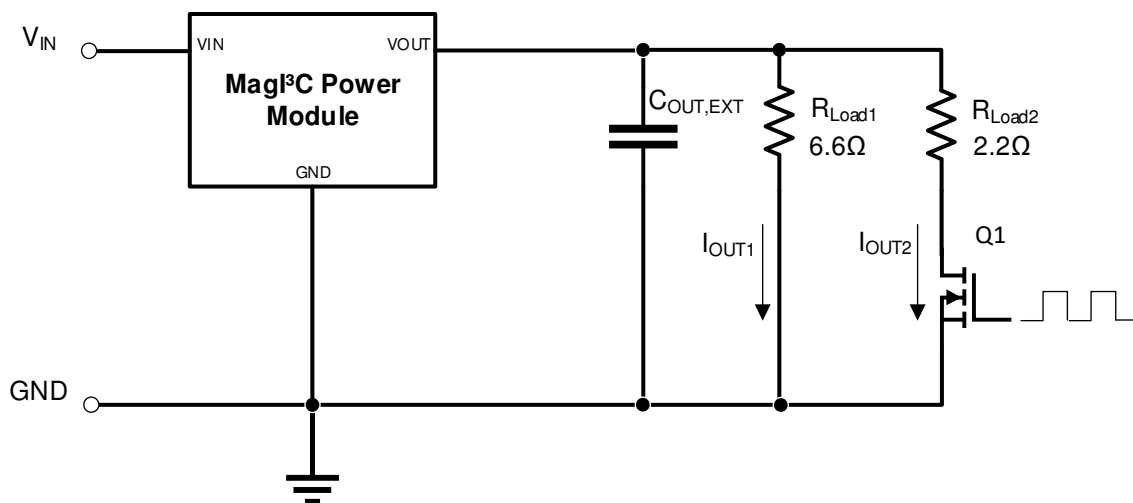 V_IN
VIN
VOUT
MagI³C Power
Module
GND
C_OUT,EXT
R_Load1
6.6Ω
R_Load2
2.2Ω
I_OUT1
I_OUT2
Q1
GND